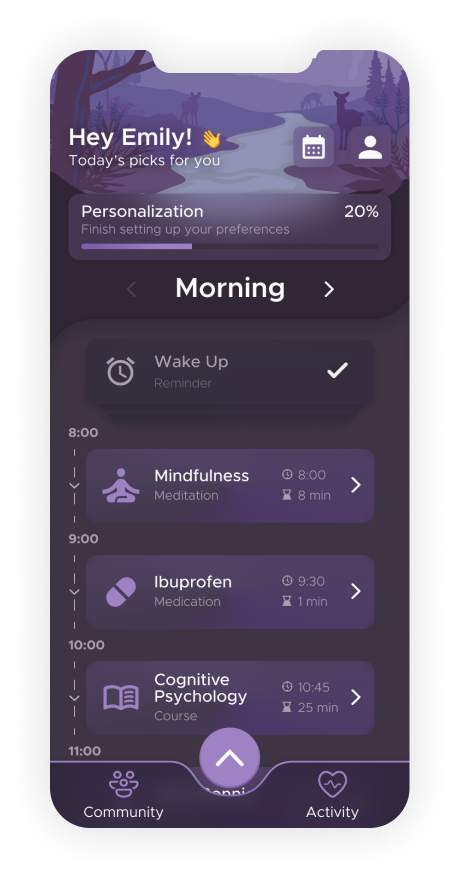 Hey Emily! 👋
Today's picks for you
Personalization 20%
Finish setting up your preferences
Morning
Wake Up
Reminder
8:00
Mindfulness 8:00
Meditation 8 min
9:00
Ibuprofen 9:30
Medication 1 min
10:00
Cognitive
Psychology
10:45
Course 25 min
11:00
Community
Activity